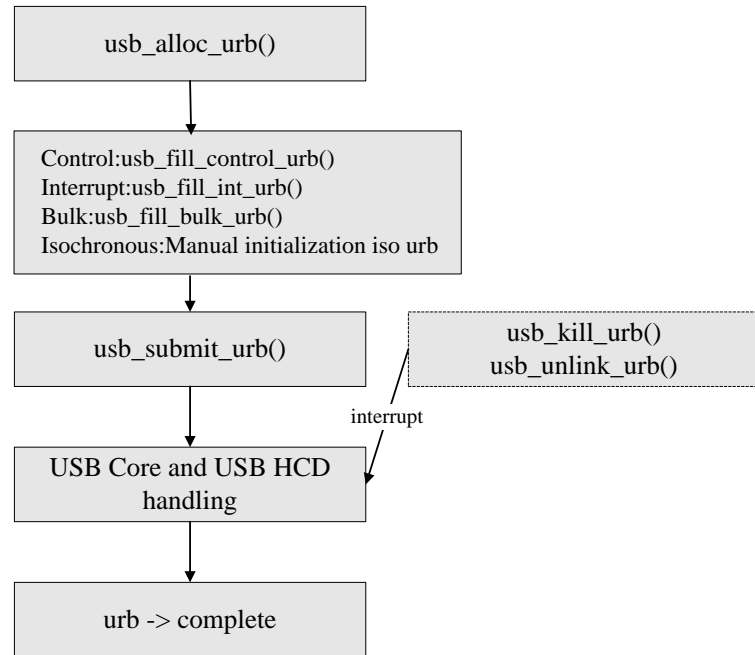 usb_alloc_urb()
Control:usb_fill_control_urb()
Interrupt:usb_fill_int_urb()
Bulk:usb_fill_bulk_urb()
Isochronous:Manual initialization iso urb
usb_submit_urb()
usb_kill_urb()
usb_unlink_urb()
interrupt
USB Core and USB HCD
handling
urb -> complete